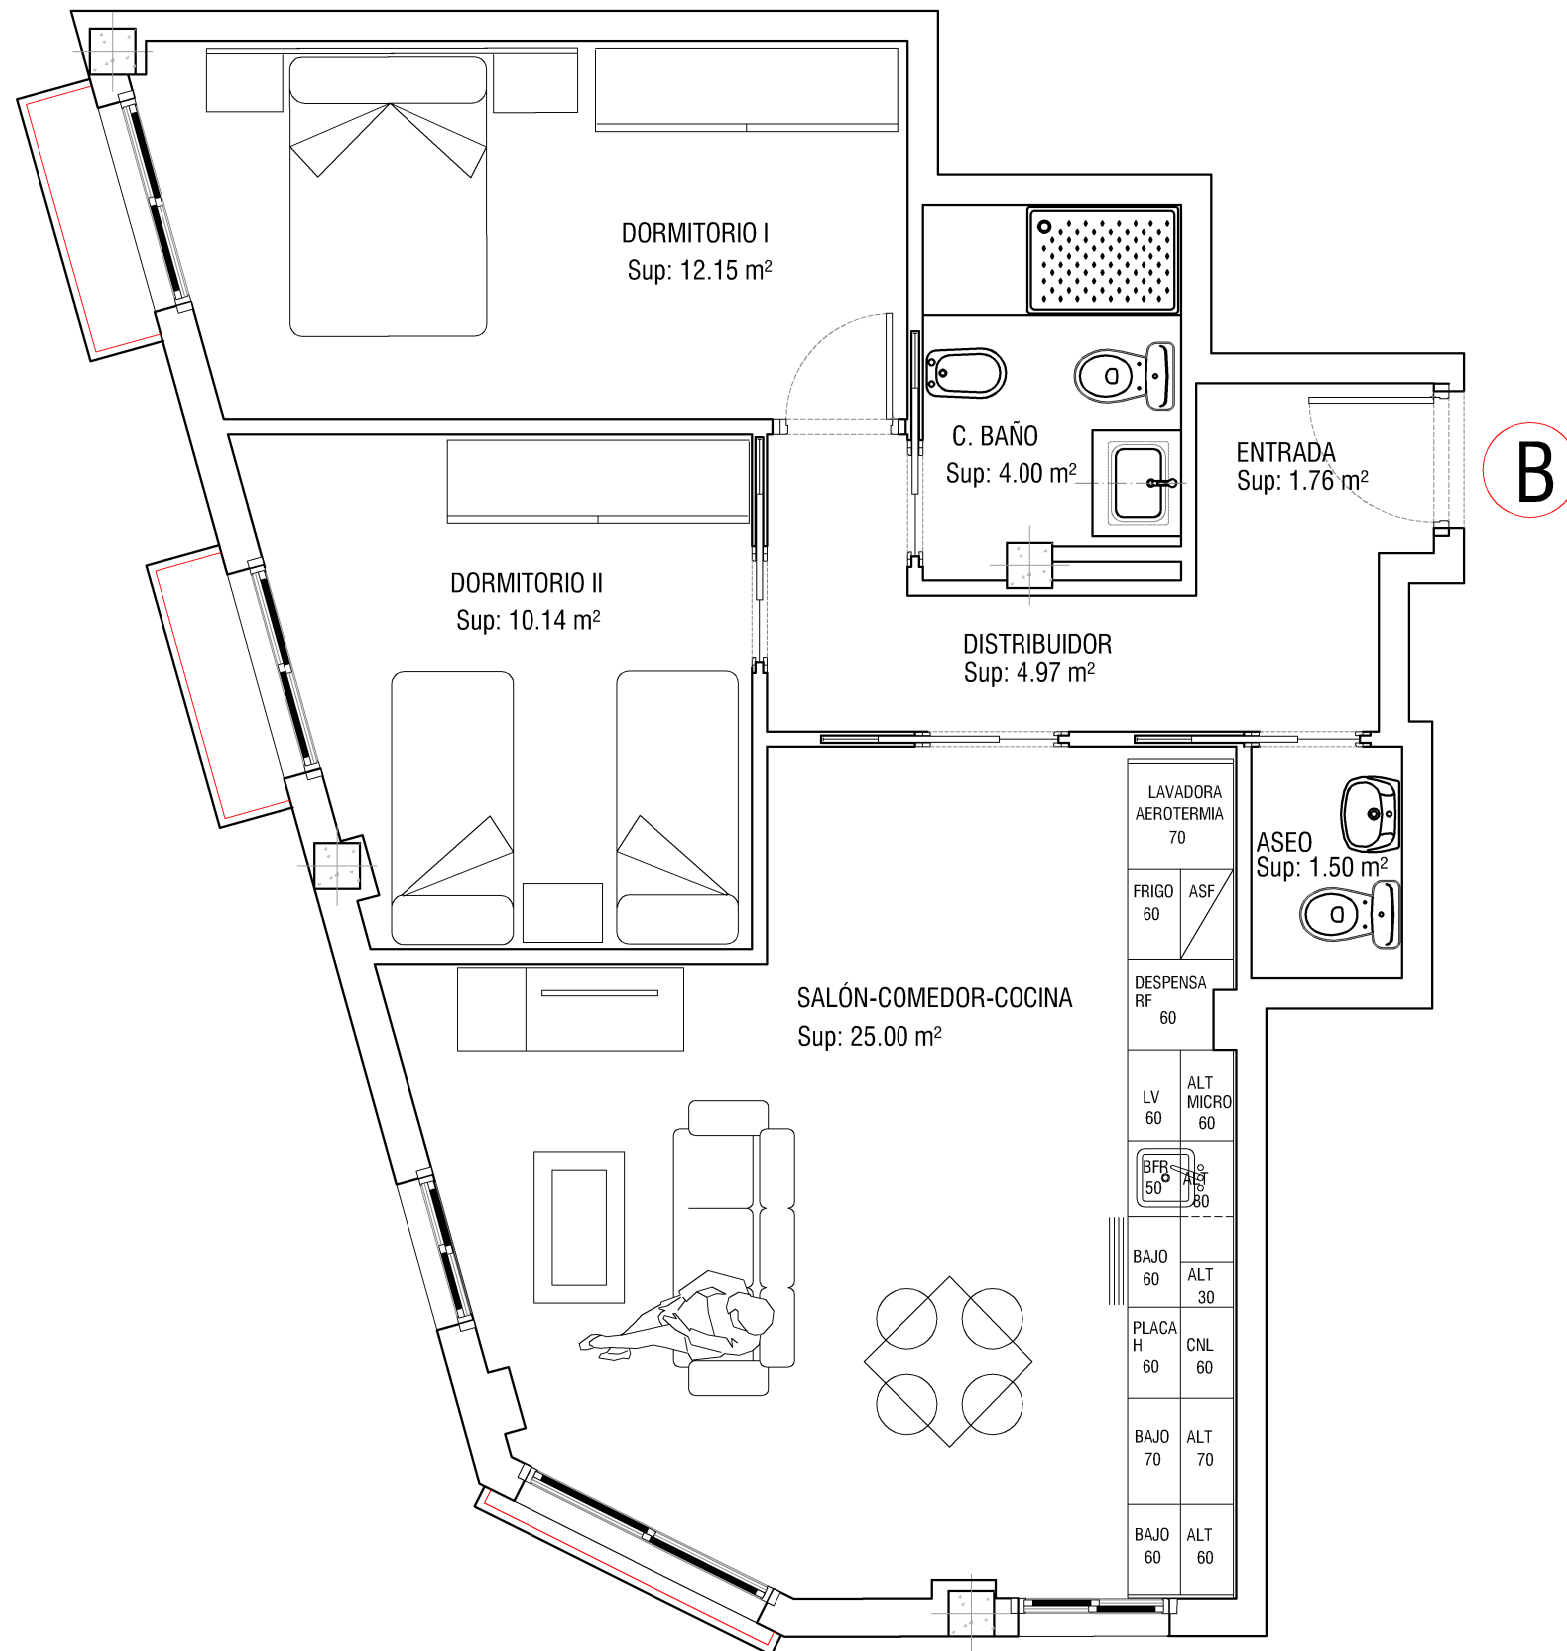 DORMITORIO I
Sup: 12.15 m²
C. BAÑO
Sup: 4.00 m²
ENTRADA
Sup: 1.76 m²
B
DORMITORIO II
Sup: 10.14 m²
DISTRIBUIDOR
Sup: 4.97 m²
LAVADORA
AEROTERMIA
70
ASEO
Sup: 1.50 m²
FRIGO
60
ASF
DESPENSA
RF
60
SALÓN-COMEDOR-COCINA
Sup: 25.00 m²
LV
60
ALT
MICRO
60
BFR
50
ALT
80
BAJO
60
ALT
30
PLACA
H
60
CNL
60
BAJO
70
ALT
70
BAJO
60
ALT
60